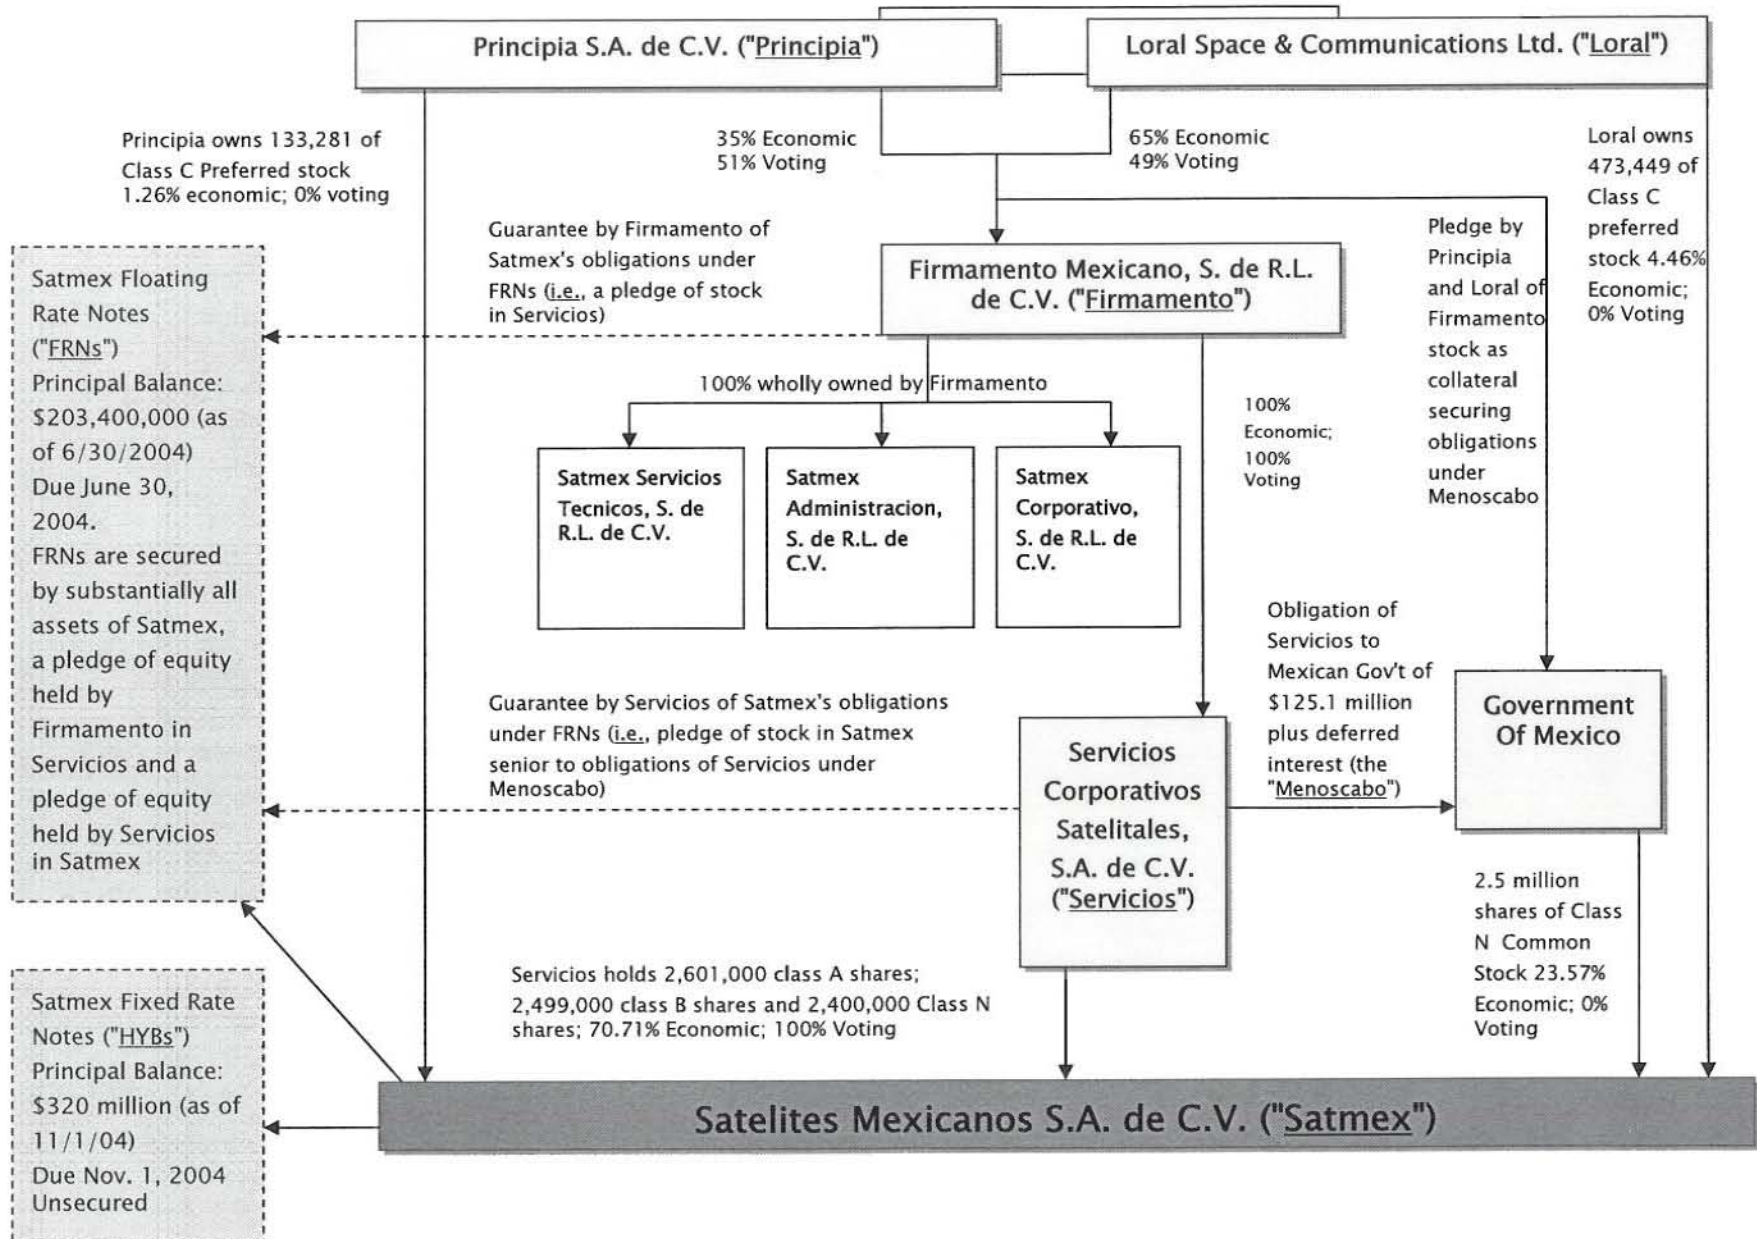 Principia S.A. de C.V. ("Principia")
Loral Space & Communications Ltd. ("Loral")
Principia owns 133,281 of
Class C Preferred stock
1.26% economic; 0% voting
35% Economic
51% Voting
65% Economic
49% Voting
Loral owns
473,449 of
Class C
preferred
stock 4.46%
Economic;
0% Voting
Guarantee by Firmamento of
Satmex's obligations under
FRNs (i.e., a pledge of stock
in Servicios)
Firmamento Mexicano, S. de R.L.
de C.V. ("Firmamento")
Pledge by
Principia
and Loral of
Firmamento
stock as
collateral
securing
obligations
under
Menoscabo
Satmex Floating
Rate Notes
("FRNs")
Principal Balance:
$203,400,000 (as
of 6/30/2004)
Due June 30,
2004.
FRNs are secured
by substantially all
assets of Satmex,
a pledge of equity
held by
Firmamento in
Servicios and a
pledge of equity
held by Servicios
in Satmex
100% wholly owned by Firmamento
100%
Economic;
100%
Voting
Satmex Servicios
Tecnicos, S. de
R.L. de C.V.
Satmex
Administracion,
S. de R.L. de
C.V.
Satmex
Corporativo,
S. de R.L. de
C.V.
Obligation of
Servicios to
Mexican Gov't of
$125.1 million
plus deferred
interest (the
"Menoscabo")
Government
Of Mexico
Guarantee by Servicios of Satmex's obligations
under FRNs (i.e., pledge of stock in Satmex
senior to obligations of Servicios under
Menoscabo)
Servicios
Corporativos
Satelitales,
S.A. de C.V.
("Servicios")
2.5 million
shares of Class
N Common
Stock 23.57%
Economic; 0%
Voting
Servicios holds 2,601,000 class A shares;
2,499,000 class B shares and 2,400,000 Class N
shares; 70.71% Economic; 100% Voting
Satmex Fixed Rate
Notes ("HYBs")
Principal Balance:
$320 million (as of
11/1/04)
Due Nov. 1, 2004
Unsecured
Satelites Mexicanos S.A. de C.V. ("Satmex")